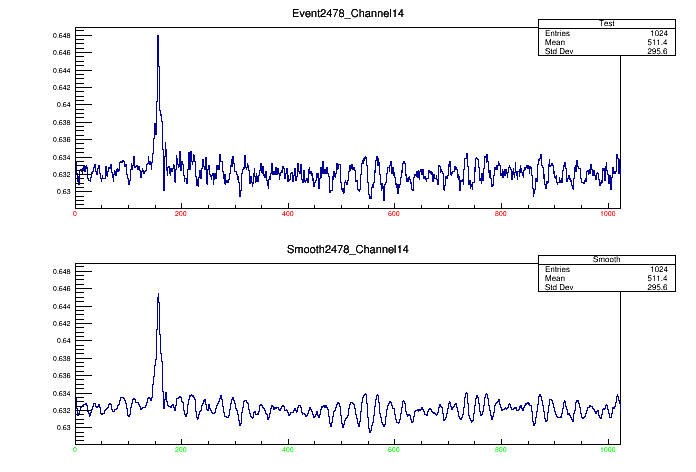 Event2478_Channel14
Test
Entries 1024
Mean 511.4
Std Dev 295.6
0.648
0.646
0.644
0.642
0.64
0.638
0.636
0.634
0.632
0.63
0 200 400 600 800 1000
Smooth2478_Channel14
Smooth
Entries 1024
Mean 511.4
Std Dev 295.6
0.648
0.646
0.644
0.642
0.64
0.638
0.636
0.634
0.632
0.63
0 200 400 600 800 1000